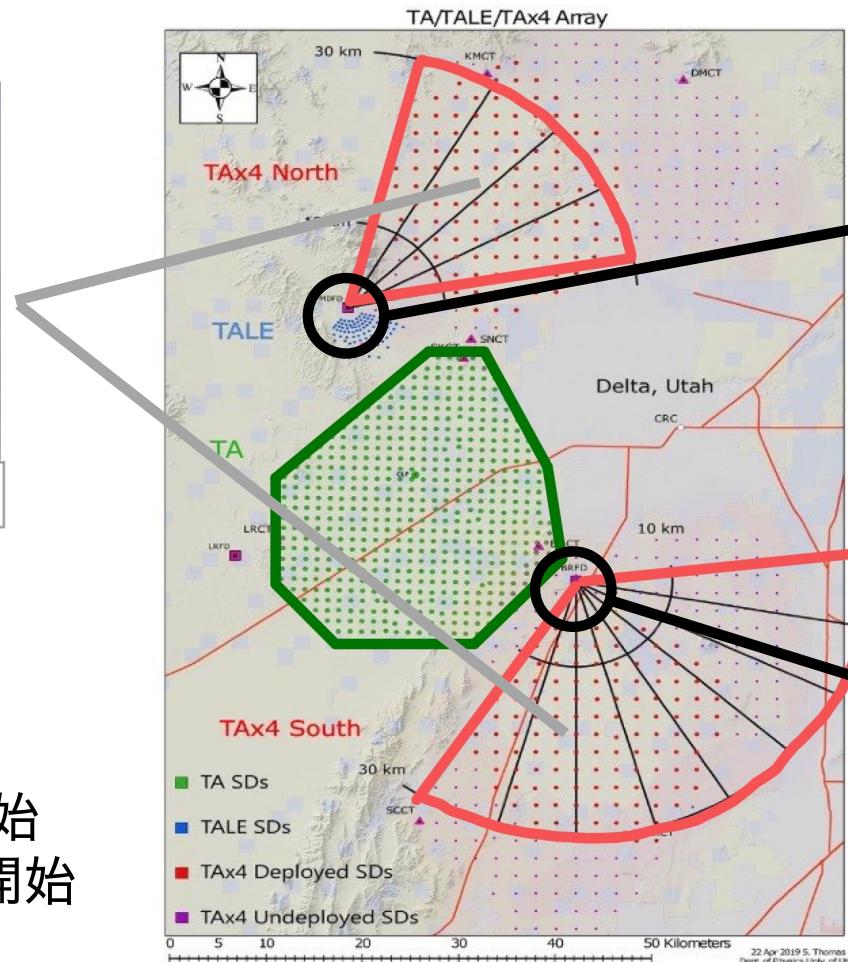 TA/TALE/TAx4 Array
30 km
KMCT
DMCT
N
W
E
S
TAx4 North
MDFD
TALE
SNCT
Delta, Utah
CRC
TA
CLF
LRCT
LRFD
10 km
BRFD
TAx4 South
30 km
SCCT
TA SDs
TALE SDs
始
TAx4 Deployed SDs
開始
TAx4 Undeployed SDs
0 5 10 20 30 40 50 Kilometers
22 Apr 2019 S. Thomas